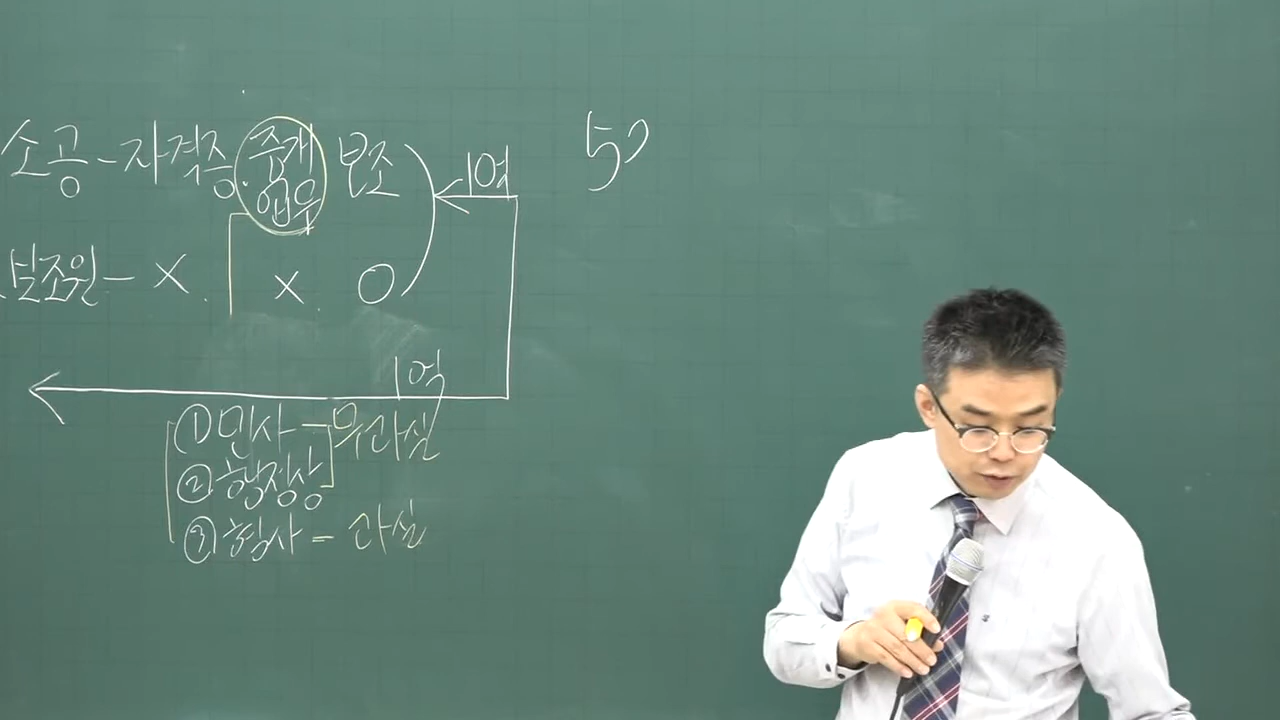 소공-자격증. 중개업무 보조 1억 5
보조원- X. X. O
1억
① 민사 - 무과실
② 행정상
③ 형사 - 과실